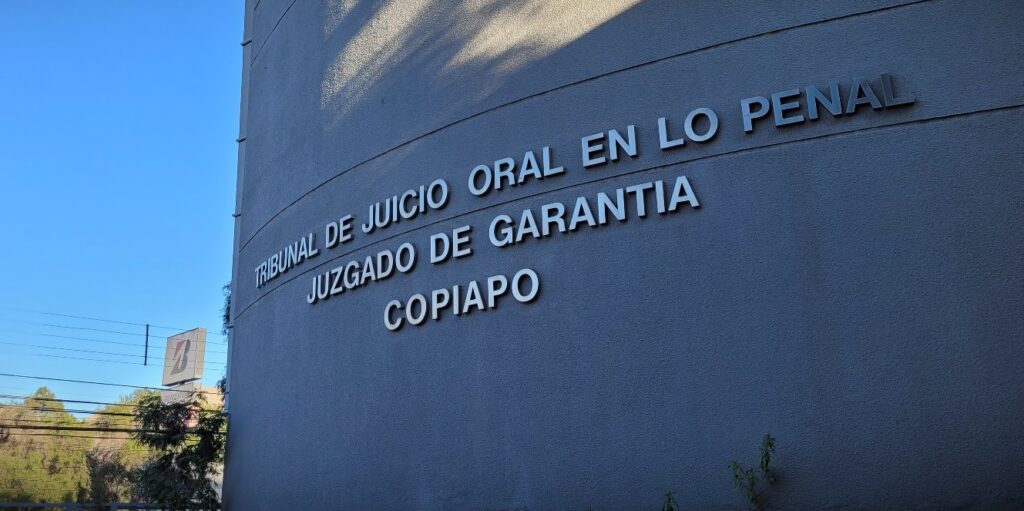 TRIBUNAL DE JUICIO ORAL EN LO PENAL
JUZGADO DE GARANTIA
COPIAPO
B